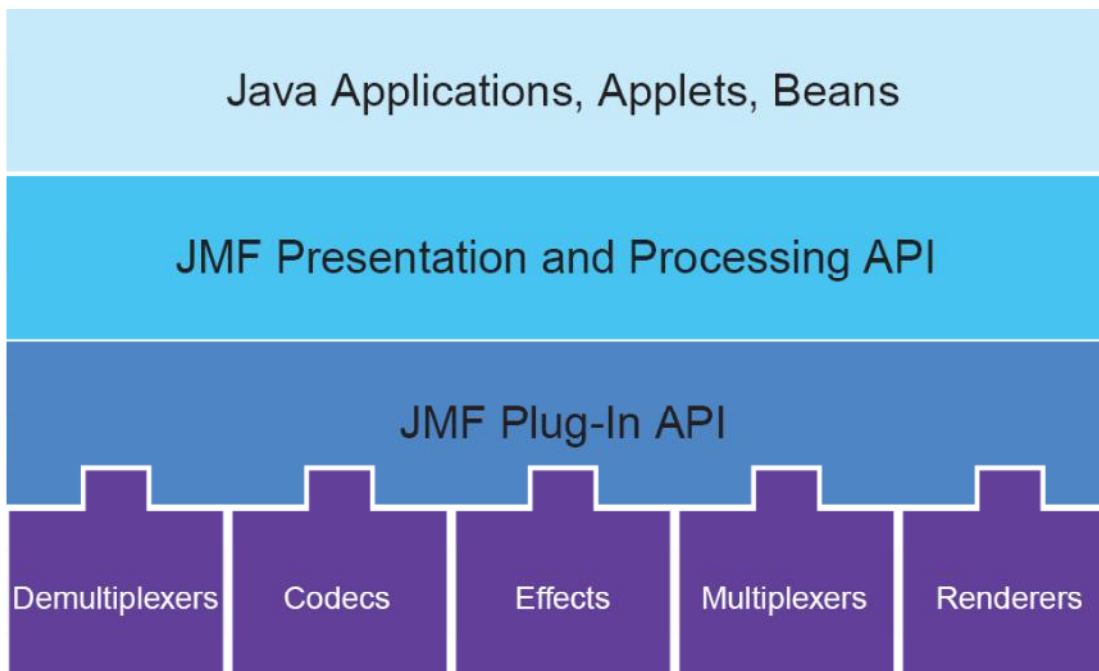 Java Applications, Applets, Beans
JMF Presentation and Processing API
JMF Plug-In API
Demultiplexers
Codecs
Effects
Multiplexers
Renderers